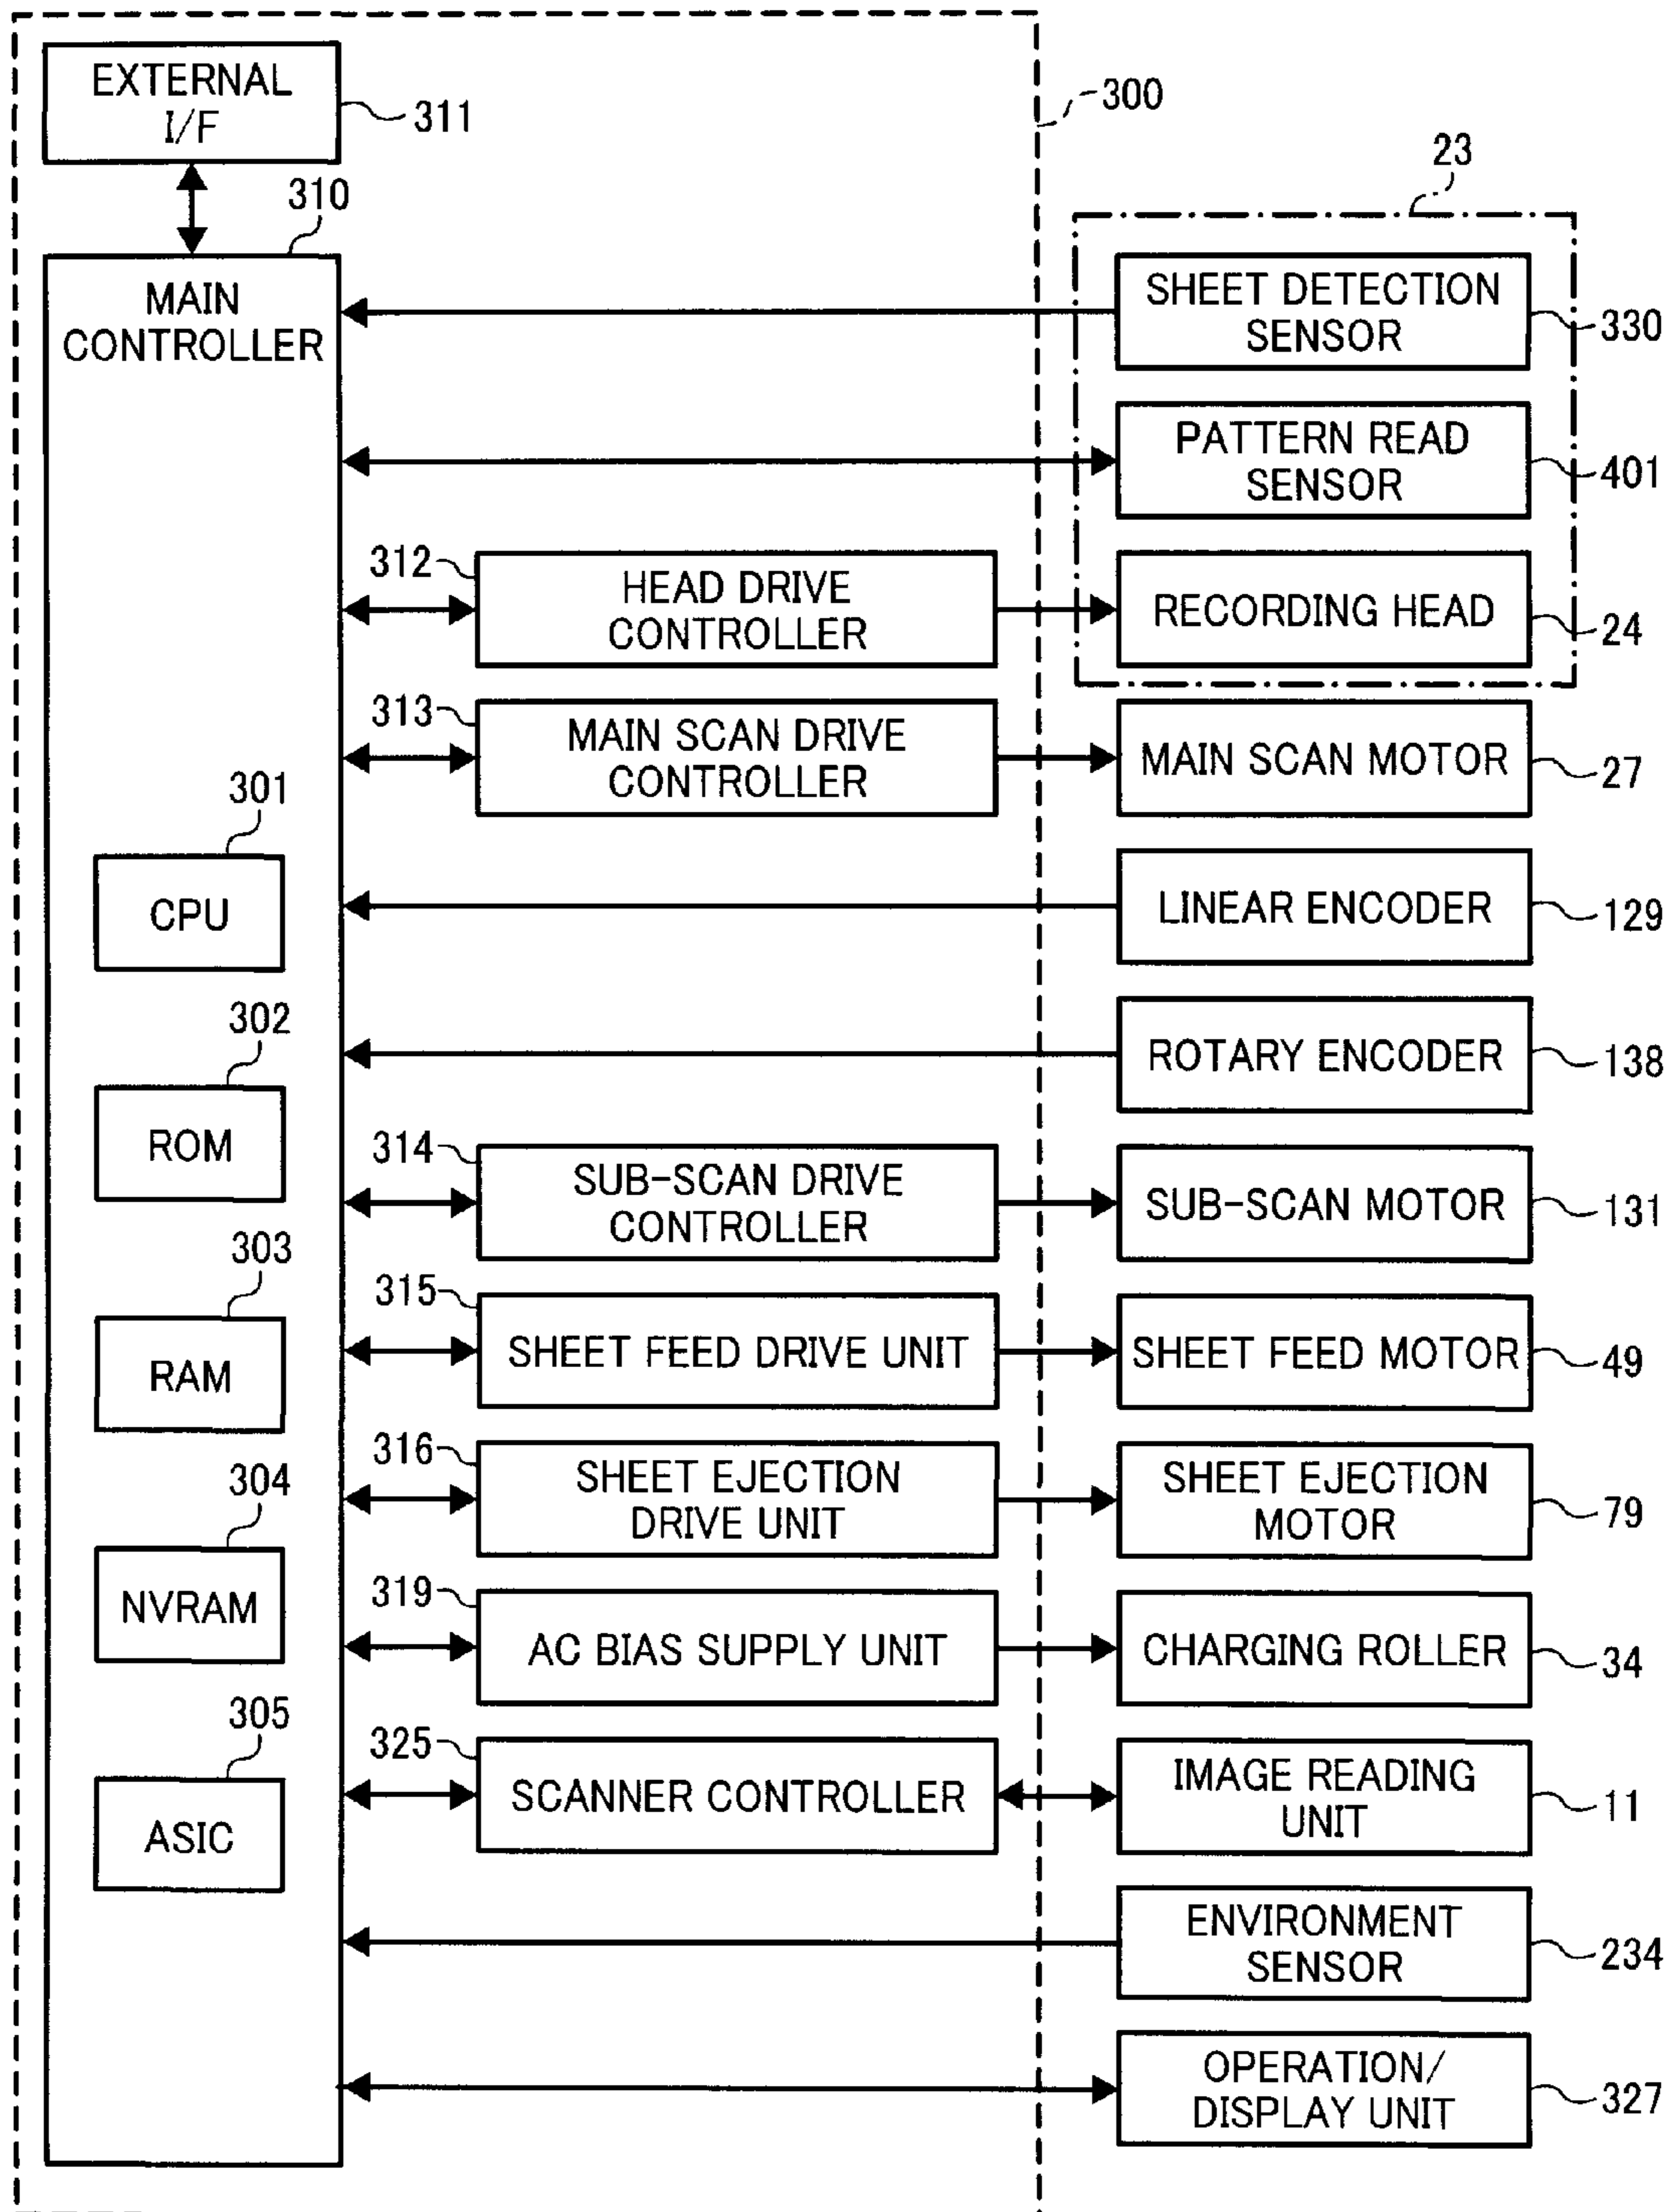 EXTERNAL
I/F
311
300
310
23
MAIN
CONTROLLER
SHEET DETECTION
SENSOR
330
PATTERN READ
SENSOR
401
312
HEAD DRIVE
CONTROLLER
RECORDING HEAD
24
313
MAIN SCAN DRIVE
CONTROLLER
MAIN SCAN MOTOR
27
301
CPU
LINEAR ENCODER
129
302
ROM
ROTARY ENCODER
138
314
SUB-SCAN DRIVE
CONTROLLER
SUB-SCAN MOTOR
131
303
RAM
315
SHEET FEED DRIVE UNIT
SHEET FEED MOTOR
49
316
SHEET EJECTION
DRIVE UNIT
SHEET EJECTION
MOTOR
79
304
NVRAM
319
AC BIAS SUPPLY UNIT
CHARGING ROLLER
34
305
ASIC
325
SCANNER CONTROLLER
IMAGE READING
UNIT
11
ENVIRONMENT
SENSOR
234
OPERATION/
DISPLAY UNIT
327